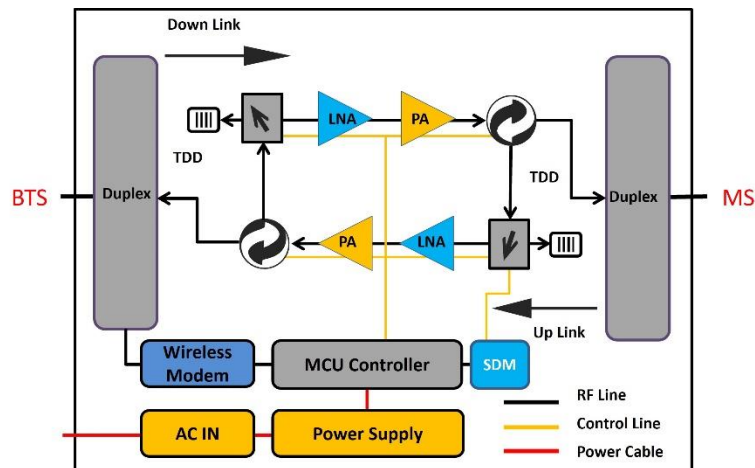 Down Link
LNA
PA
TDD
TDD
BTS
Duplex
Duplex
MS
PA
LNA
Up Link
Wireless
Modem
MCU Controller
SDM
AC IN
Power Supply
RF Line
Control Line
Power Cable